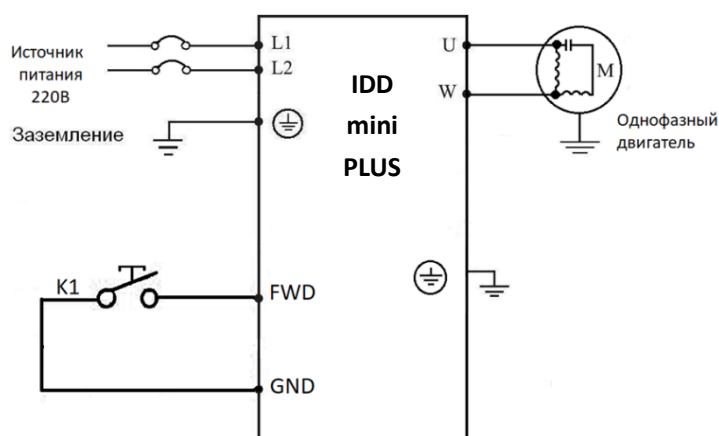 Источник
питания
220В
Заземление
L1
L2
IDD
mini
PLUS
U
W
M
Однофазный
двигатель
K1
FWD
GND